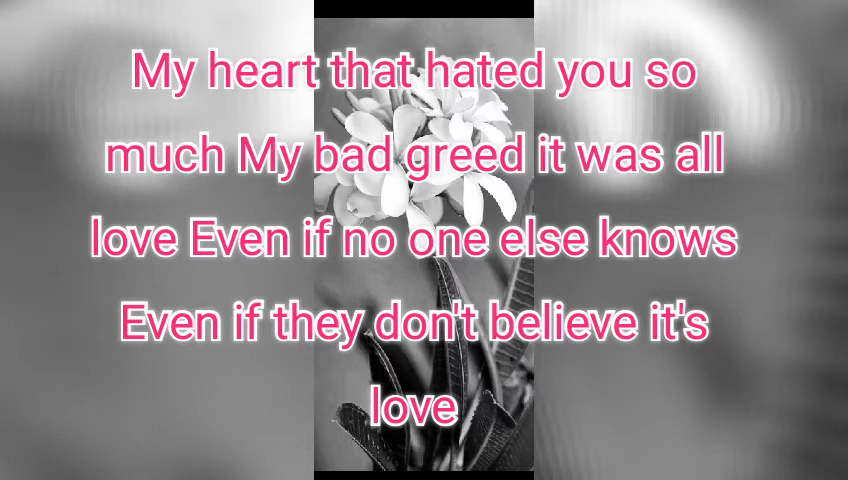 My heart that hated you so
much My bad greed it was all
love Even if no one else knows
Even if they don't believe it's
love